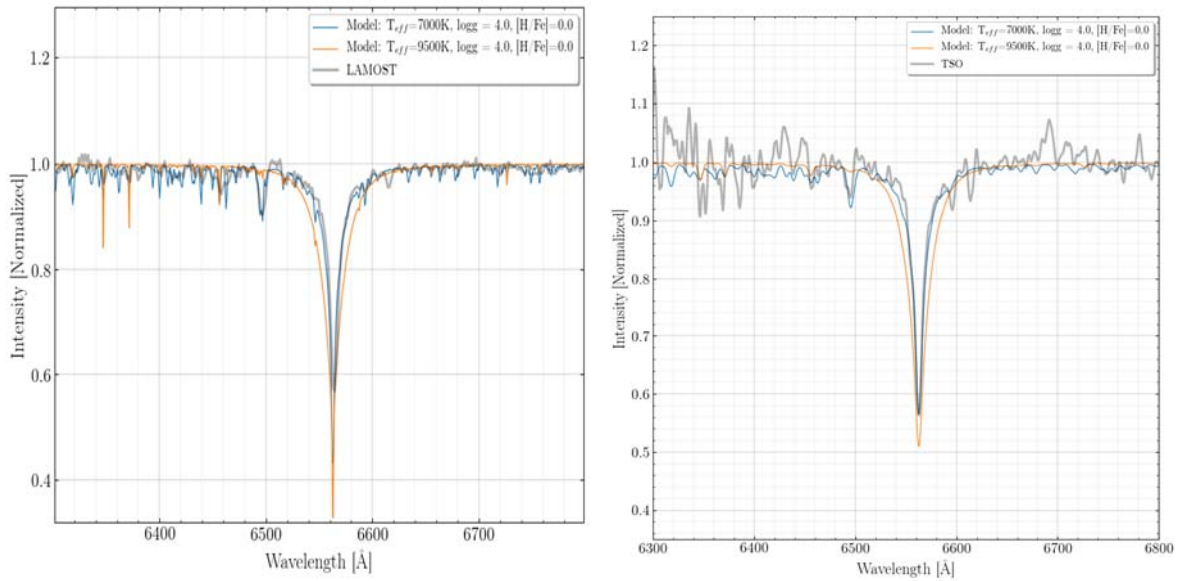 Model: T_eff=7000K, logg = 4.0, [H/Fe]=0.0
Model: T_eff=9500K, logg = 4.0, [H/Fe]=0.0
LAMOST
1.2
1.0
0.8
0.6
0.4
Intensity [Normalized]
6400
6500
6600
6700
Wavelength [Å]
Model: T_eff=7000K, logg = 4.0, [H/Fe]=0.0
Model: T_eff=9500K, logg = 4.0, [H/Fe]=0.0
TSO
1.2
1.1
1.0
0.9
0.8
0.7
0.6
0.5
0.4
Intensity [Normalized]
6300
6400
6500
6600
6700
6800
Wavelength [Å]